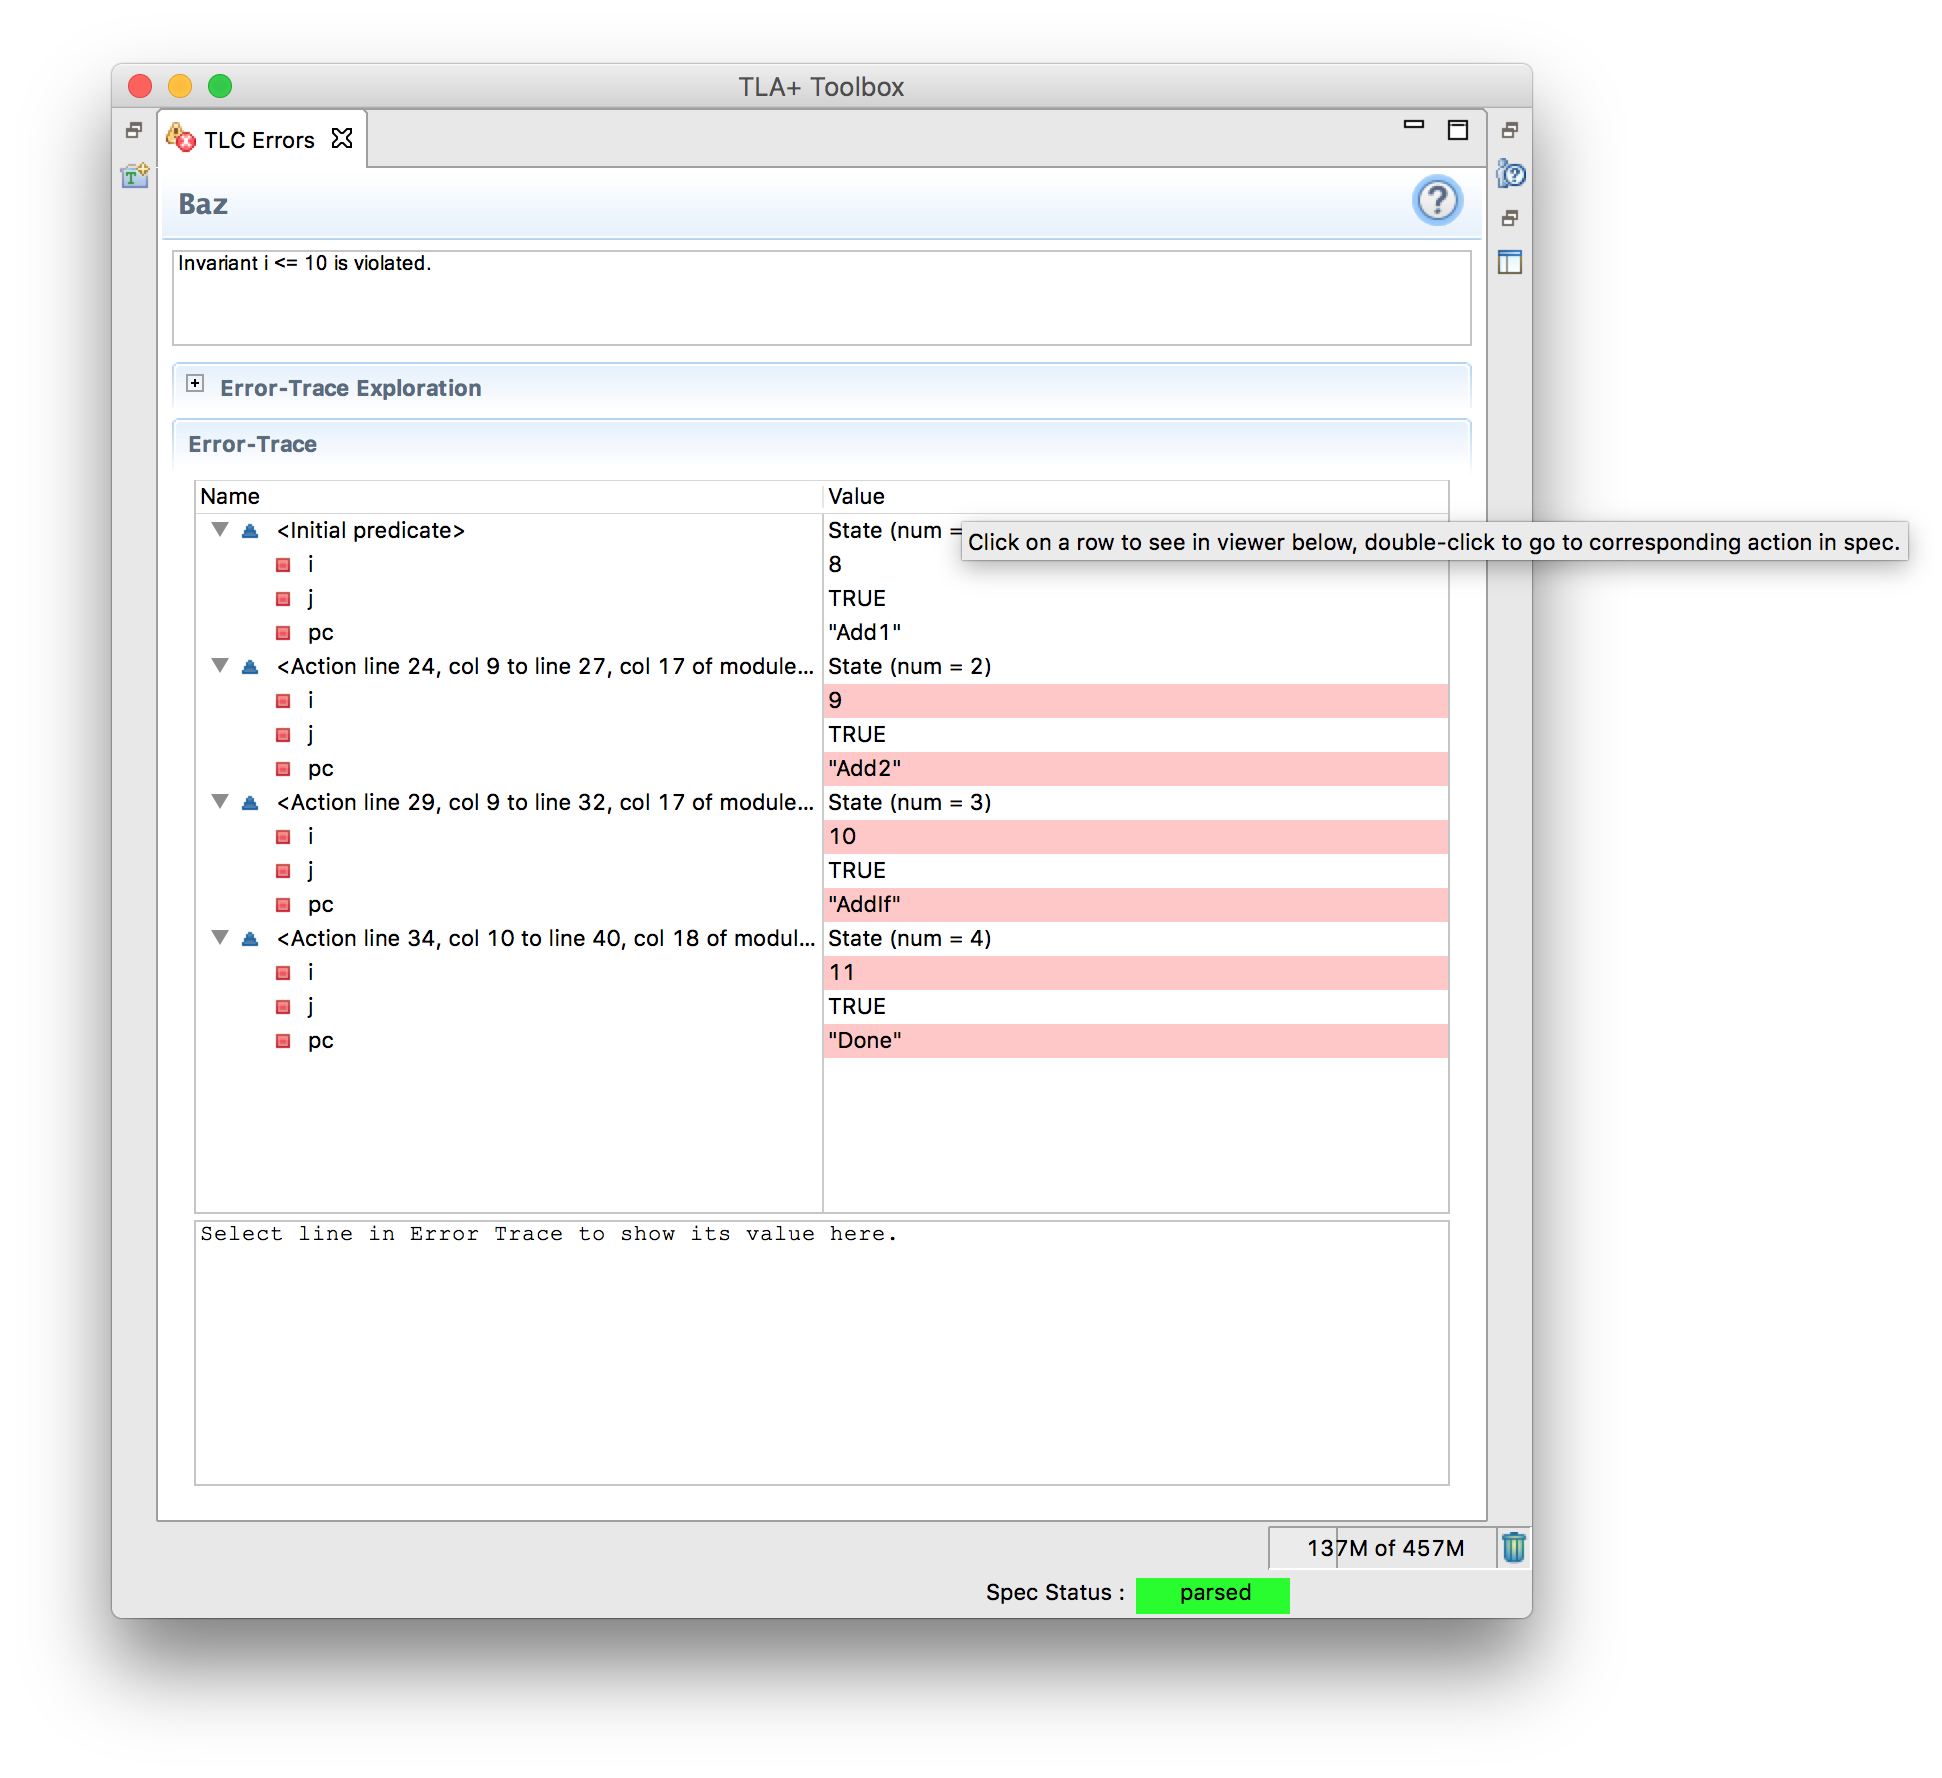 TLA+ Toolbox
TLC Errors
Baz
Invariant i <= 10 is violated.
Error-Trace Exploration
Error-Trace
Name Value
<Initial predicate> State (num =
Click on a row to see in viewer below, double-click to go to corresponding action in spec.
i 8
j TRUE
pc "Add1"
<Action line 24, col 9 to line 27, col 17 of module... State (num = 2)
i 9
j TRUE
pc "Add2"
<Action line 29, col 9 to line 32, col 17 of module... State (num = 3)
i 10
j TRUE
pc "AddIf"
<Action line 34, col 10 to line 40, col 18 of modul... State (num = 4)
i 11
j TRUE
pc "Done"
Select line in Error Trace to show its value here.
137M of 457M
Spec Status : parsed